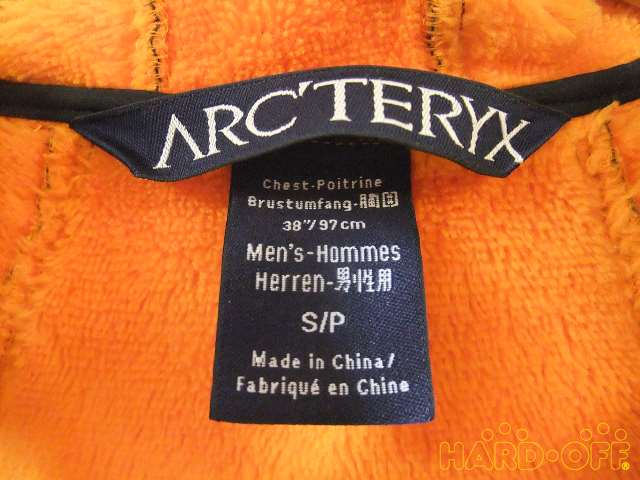 ARC'TERYX
Chest-Poitrine
Brustumfang-胸囲
38"/97cm
Men's-Hommes
Herren-男性用
S/P
Made in China/
Fabriqué en Chine
HARD-OFF